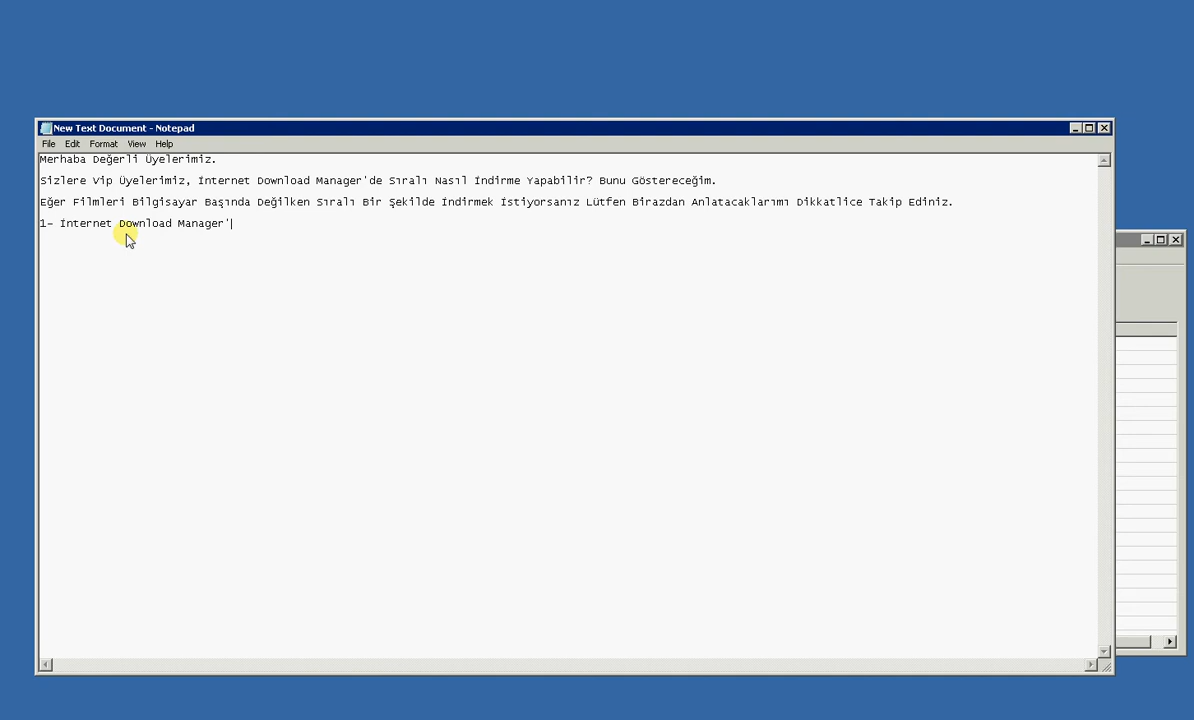 New Text Document - Notepad
File Edit Format View Help
Merhaba Değerli Üyelerimiz.
Sizlere Vip Üyelerimiz, İnternet Download Manager'de Sıralı Nasıl İndirme Yapabilir? Bunu Göstereceğim.
Eğer Filmleri Bilgisayar Başında Değilken Sıralı Bir Şekilde İndirmek İstiyorsanız Lütfen Birazdan Anlatacaklarımı Dikkatlice Takip Ediniz.
1- İnternet Download Manager'